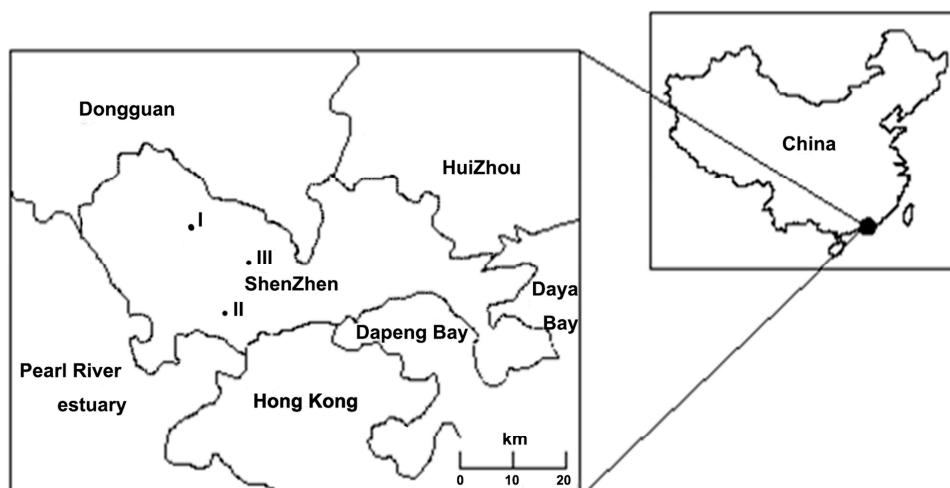 Dongguan
HuiZhou
China
I
III
ShenZhen
Daya
II
Bay
Dapeng Bay
Pearl River
estuary
Hong Kong
km
0 10 20